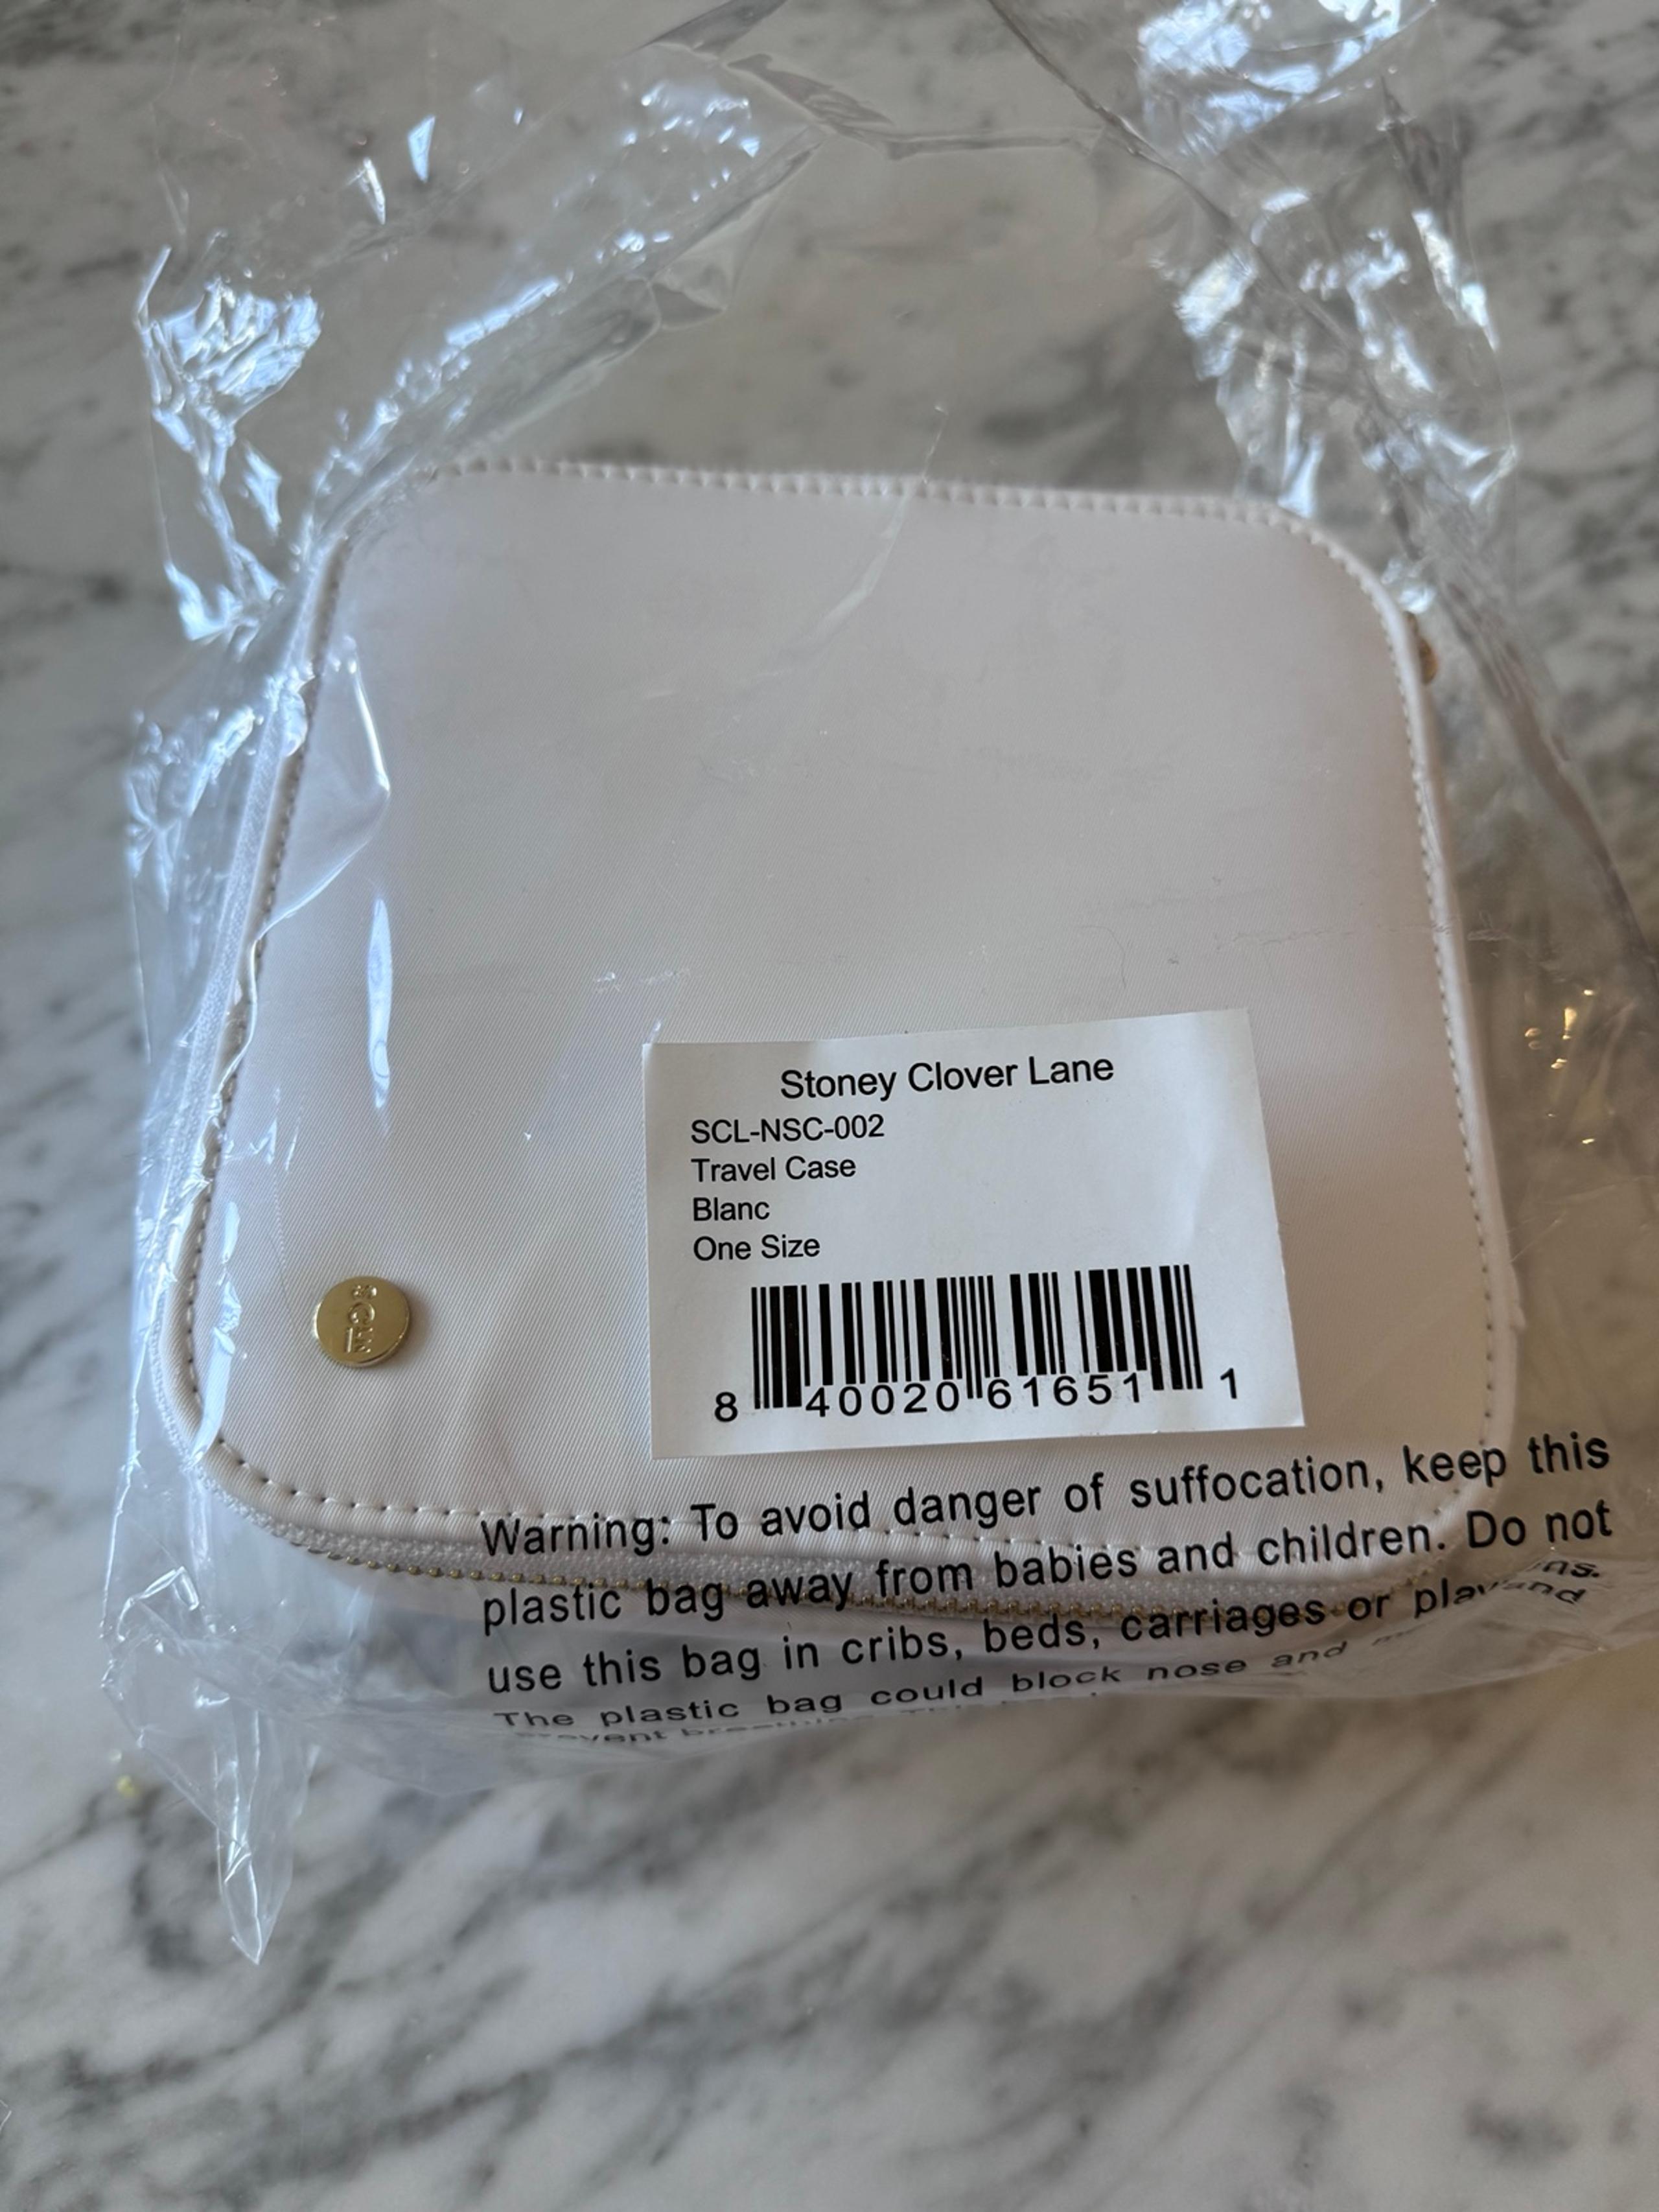 Stoney Clover Lane
SCL-NSC-002
Travel Case
Blanc
One Size
8 40020 61651 1
Warning: To avoid danger of suffocation, keep this
plastic bag away from babies and children. Do not
use this bag in cribs, beds, carriages or
The plastic bag could block nose and